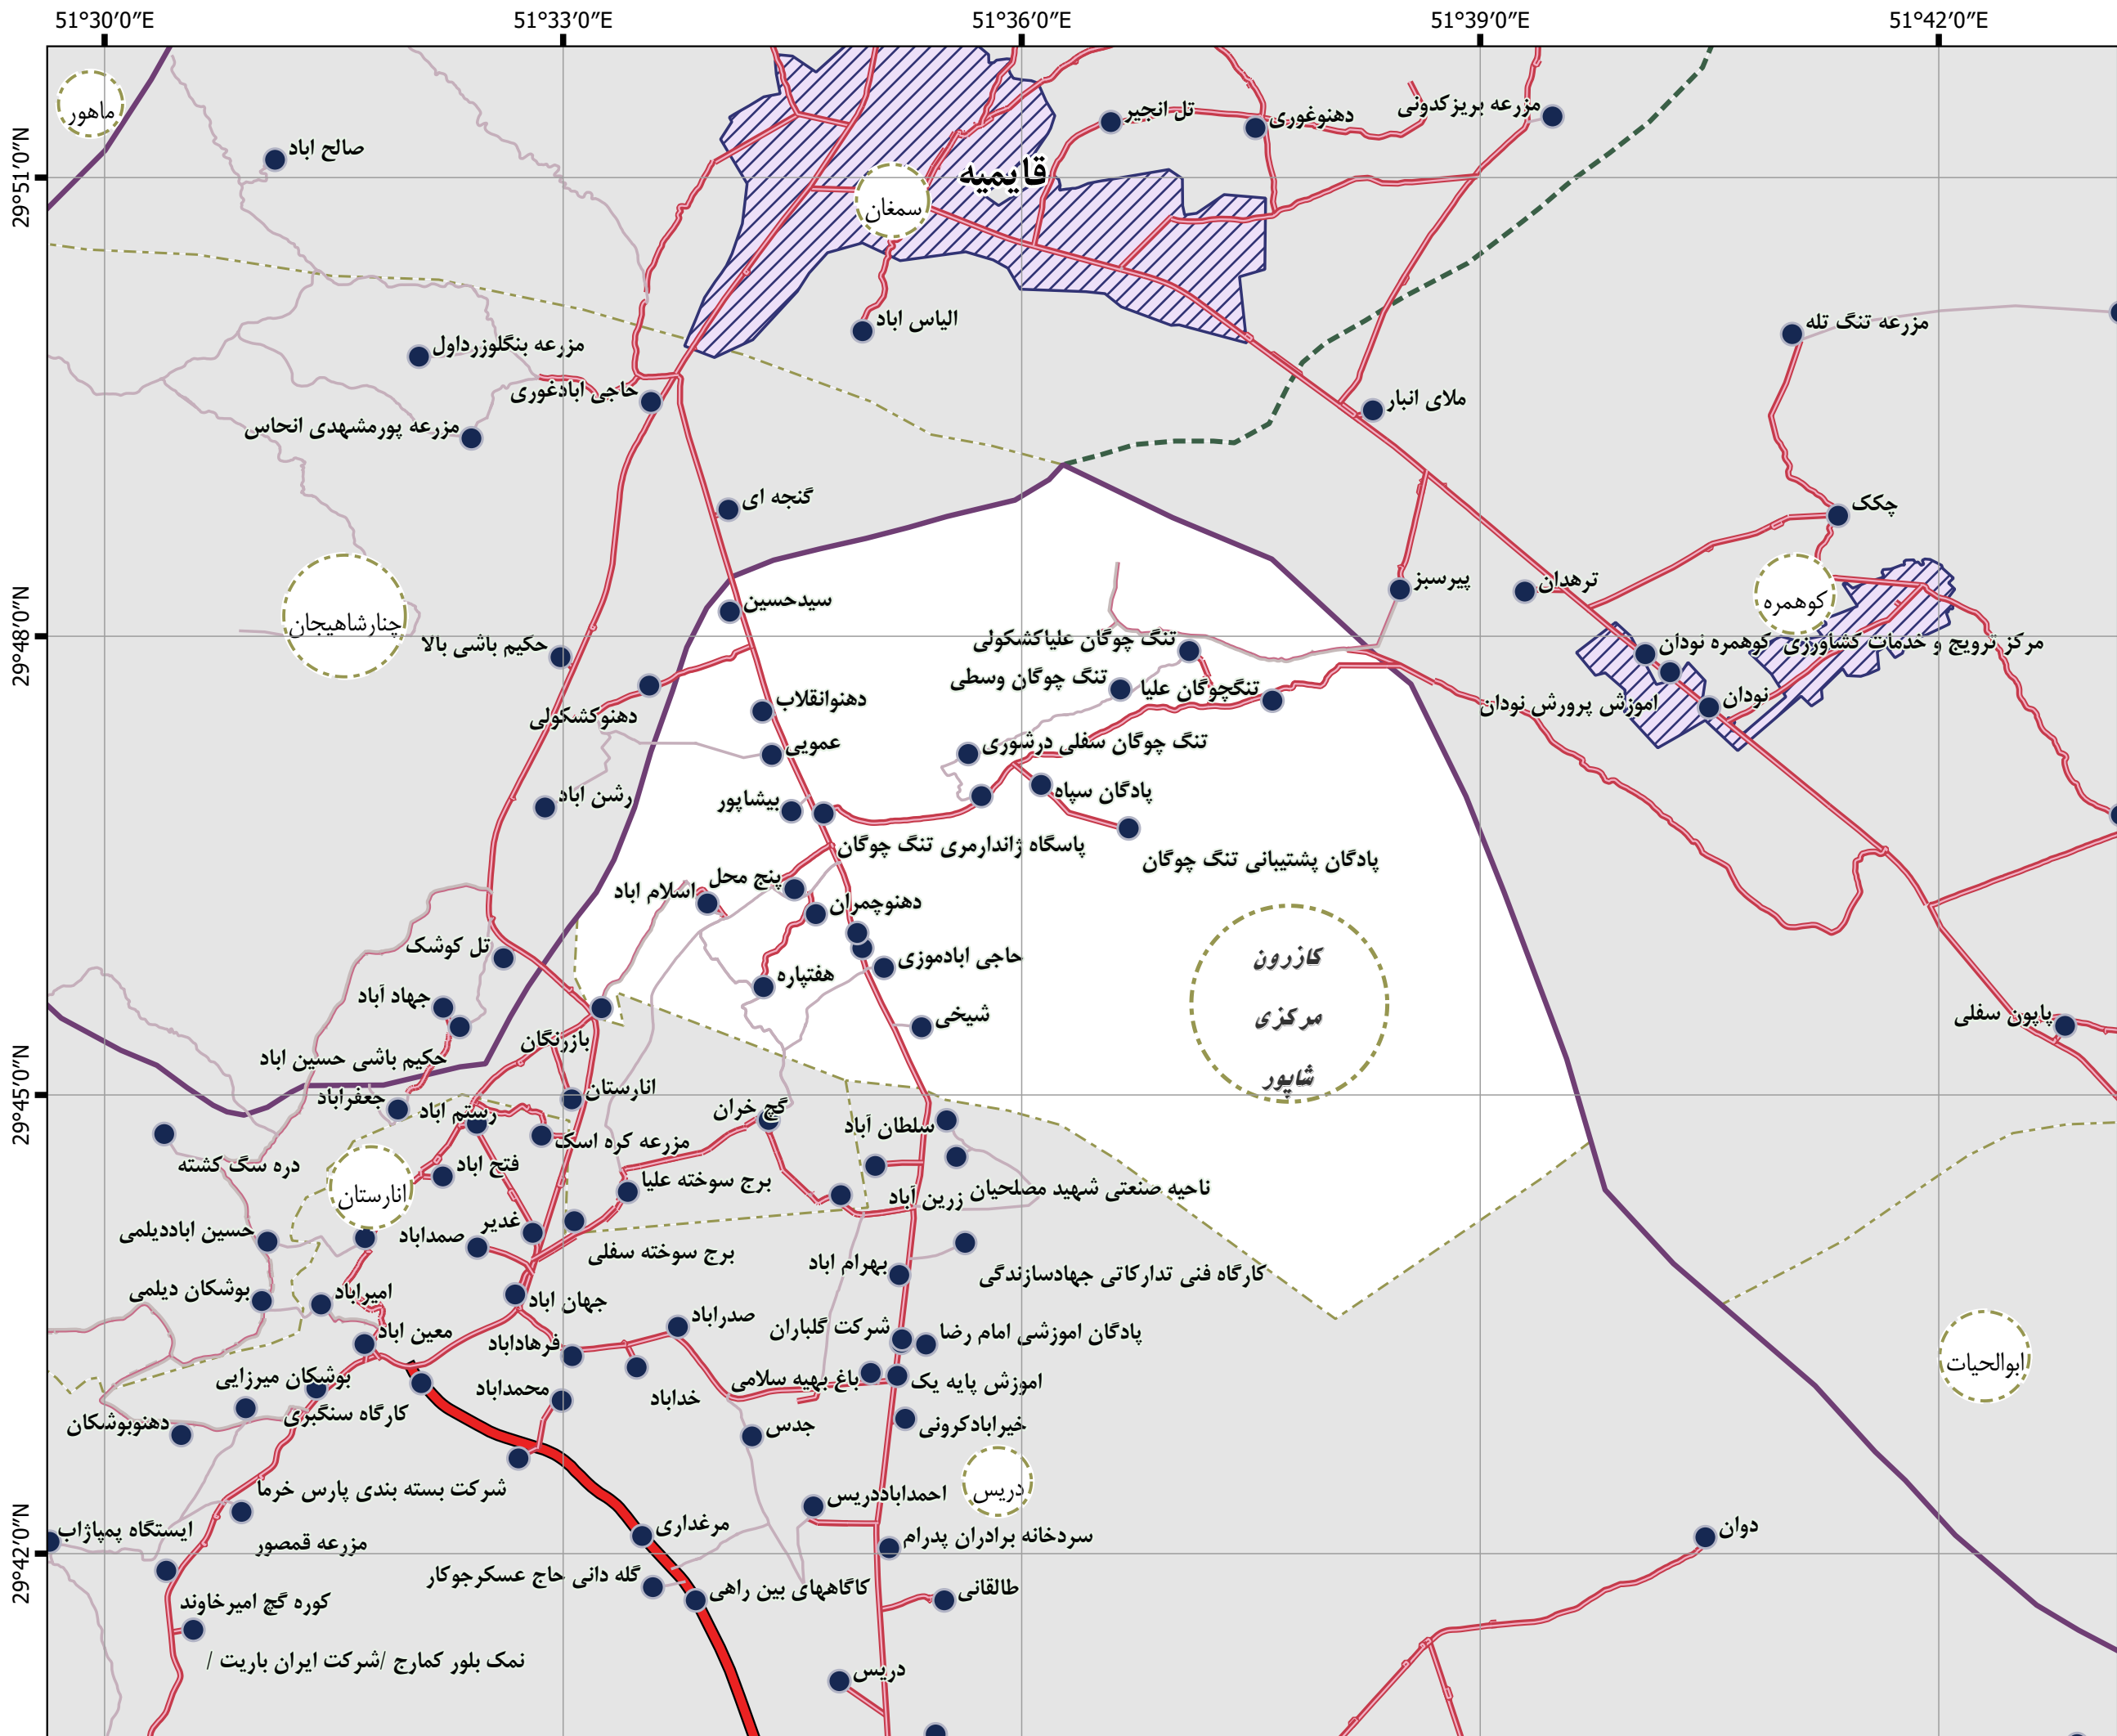 51°30′0″E
51°33′0″E
51°36′0″E
51°39′0″E
51°42′0″E
29°51′0″N
29°48′0″N
29°45′0″N
29°42′0″N
ماهور
صالح اباد
تل انجیر
دهنوغوری
مزرعه بریزکدونی
قایمیه
سمغان
الیاس اباد
مزرعه تنگ تله
مزرعه بنگلوزرداول
حاجی ابادغوری
ملای انبار
مزرعه پورمشهدی انحاس
گنجه ای
چکک
پیرسبز
ترهدان
کوهمره
سیدحسین
چنارشاهیجان
حکیم باشی بالا
تنگ چوگان علیاکشکولی
کوهمره نودان
مرکز ترویج و خدمات کشاورزی
تنگ چوگان وسطی
تنگچوگان علیا
نودان
اموزش پرورش نودان
دهنوانقلاب
دهنوکشکولی
عمویی
تنگ چوگان سفلی درشوری
رشن اباد
بیشاپور
پادگان سپاه
پاسگاه ژاندارمری تنگ چوگان
پادگان پشتیبانی تنگ چوگان
پنج محل
اسلام اباد
دهنوچمران
تل کوشک
حاجی ابادموزی
هفتپاره
کازرون
مرکزی
شاپور
جهاد آباد
شیخی
پاپون سفلی
بازرنگان
حکیم باشی حسین اباد
انارستان
جعفراباد
رستم اباد
گچ خران
سلطان آباد
مزرعه کره اسک
دره سگ کشته
فتح اباد
برج سوخته علیا
ناحیه صنعتی شهید مصلحیان
زرین آباد
انارستان
حسین اباددیلمی
غدیر
صمداباد
برج سوخته سفلی
بهرام اباد
کارگاه فنی تدارکاتی جهادسازندگی
بوشکان دیلمی
امیراباد
جهان اباد
صدراباد
معین اباد
فرهاداباد
شرکت گلباران
پادگان اموزشی امام رضا
ابوالحیات
بوشکان میرزایی
محمداباد
خداباد
باغ بهیه سلامی
اموزش پایه یک
کارگاه سنگبری
دهنوبوشکان
جدس
خیرابادکرونی
دریس
شرکت بسته بندی پارس خرما
احمداباددریس
ایستگاه پمپاژاب
مزرعه قمصور
مرغداری
سردخانه برادران پدرام
دوان
گله دانی حاج عسکرجوکار
کاگاههای بین راهی
طالقانی
کوره گچ امیرخاوند
نمک بلور کمارج /شرکت ایران باریت /
دریس